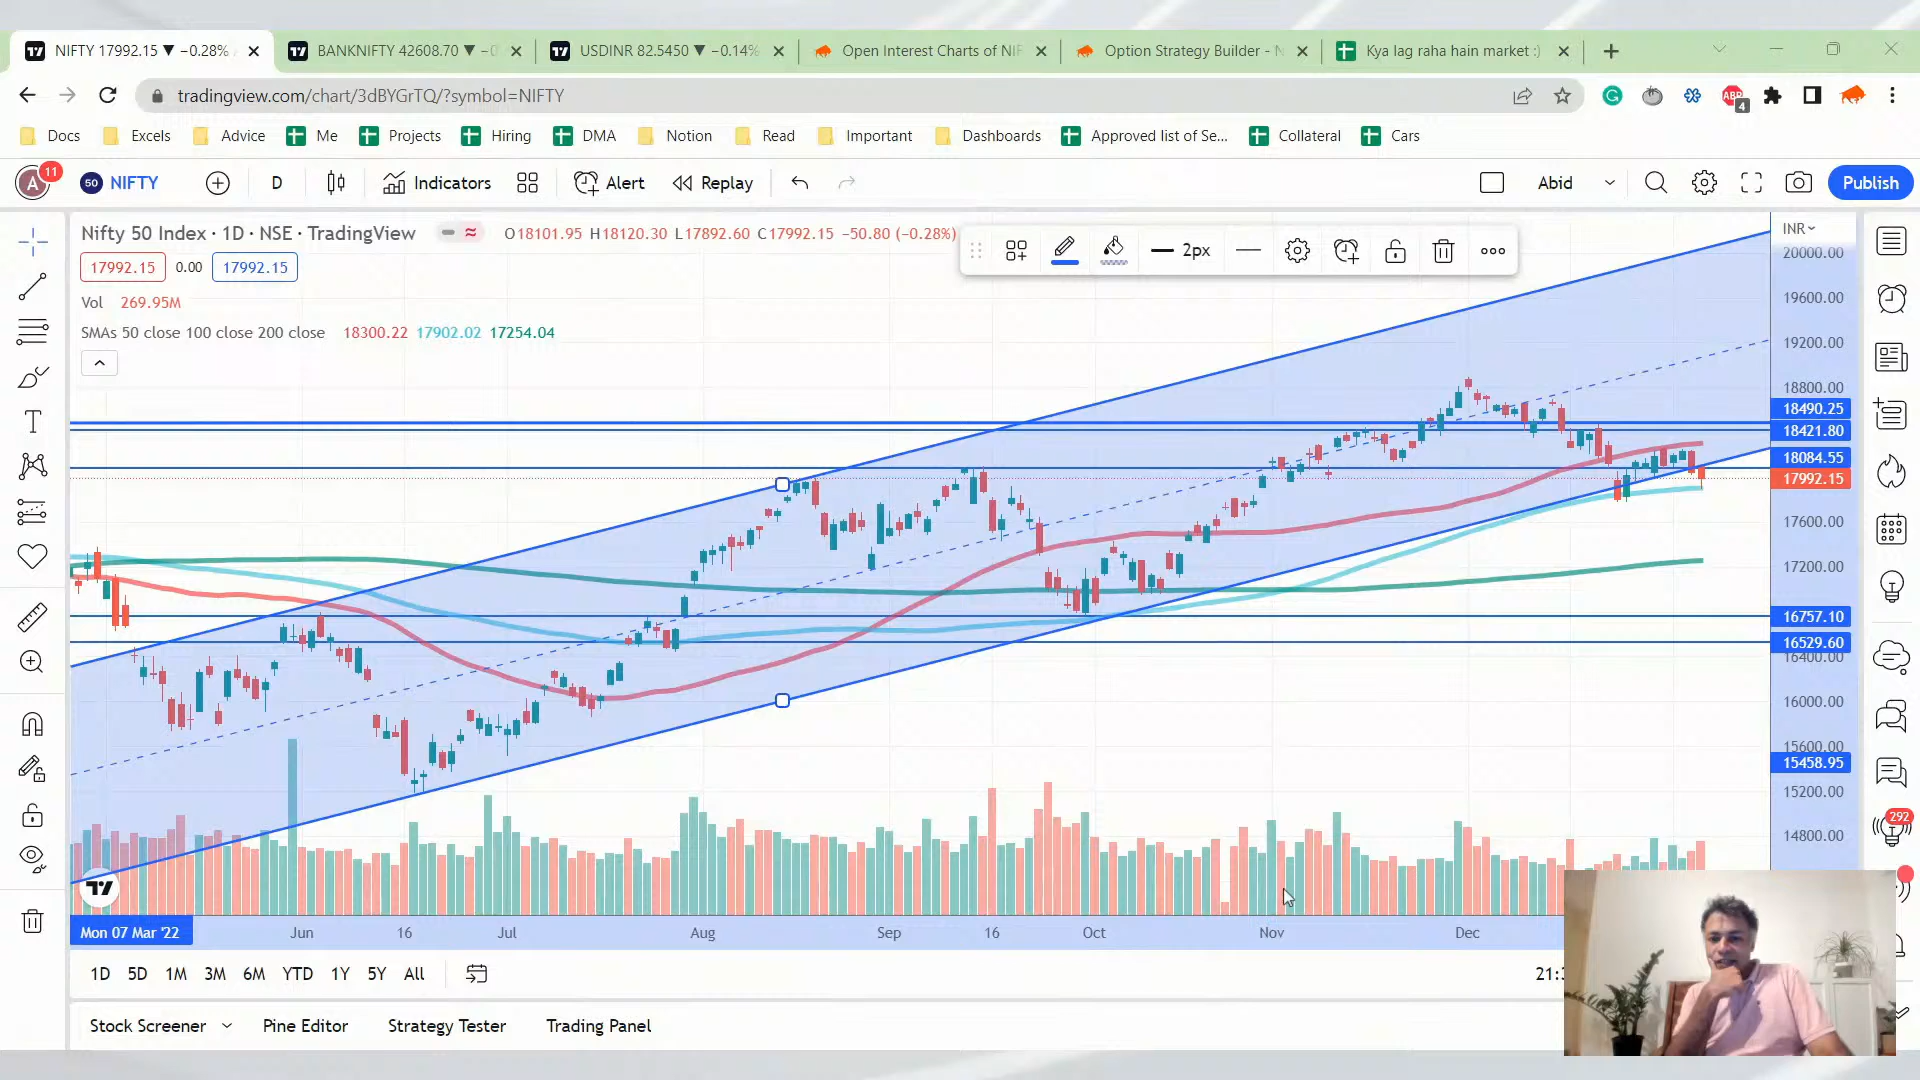 NIFTY 17992.15 ▼ −0.28%
BANKNIFTY 42608.70 ▼ −0
USDINR 82.5450 ▼ −0.14%
Open Interest Charts of NIF
Option Strategy Builder - N
Kya lag raha hain market :)
tradingview.com/chart/3dBYGrTQ/?symbol=NIFTY
ABP
4
Docs
Excels
Advice
Me
Projects
Hiring
DMA
Notion
Read
Important
Dashboards
Approved list of Se...
Collateral
Cars
A
11
50
NIFTY
D
Indicators
Alert
Replay
Abid
Publish
Nifty 50 Index · 1D · NSE · TradingView
O18101.95 H18120.30 L17892.60 C17992.15 −50.80 (−0.28%)
2px
INR
17992.15
0.00
17992.15
Vol 269.95M
SMAs 50 close 100 close 200 close 18300.22 17902.02 17254.04
20000.00
19600.00
19200.00
18800.00
18490.25
18421.80
18084.55
17992.15
17600.00
17200.00
16757.10
16529.60
16400.00
16000.00
15600.00
15458.95
15200.00
14800.00
292
Mon 07 Mar '22
Jun
16
Jul
Aug
Sep
16
Oct
Nov
Dec
1D
5D
1M
3M
6M
YTD
1Y
5Y
All
Stock Screener
Pine Editor
Strategy Tester
Trading Panel